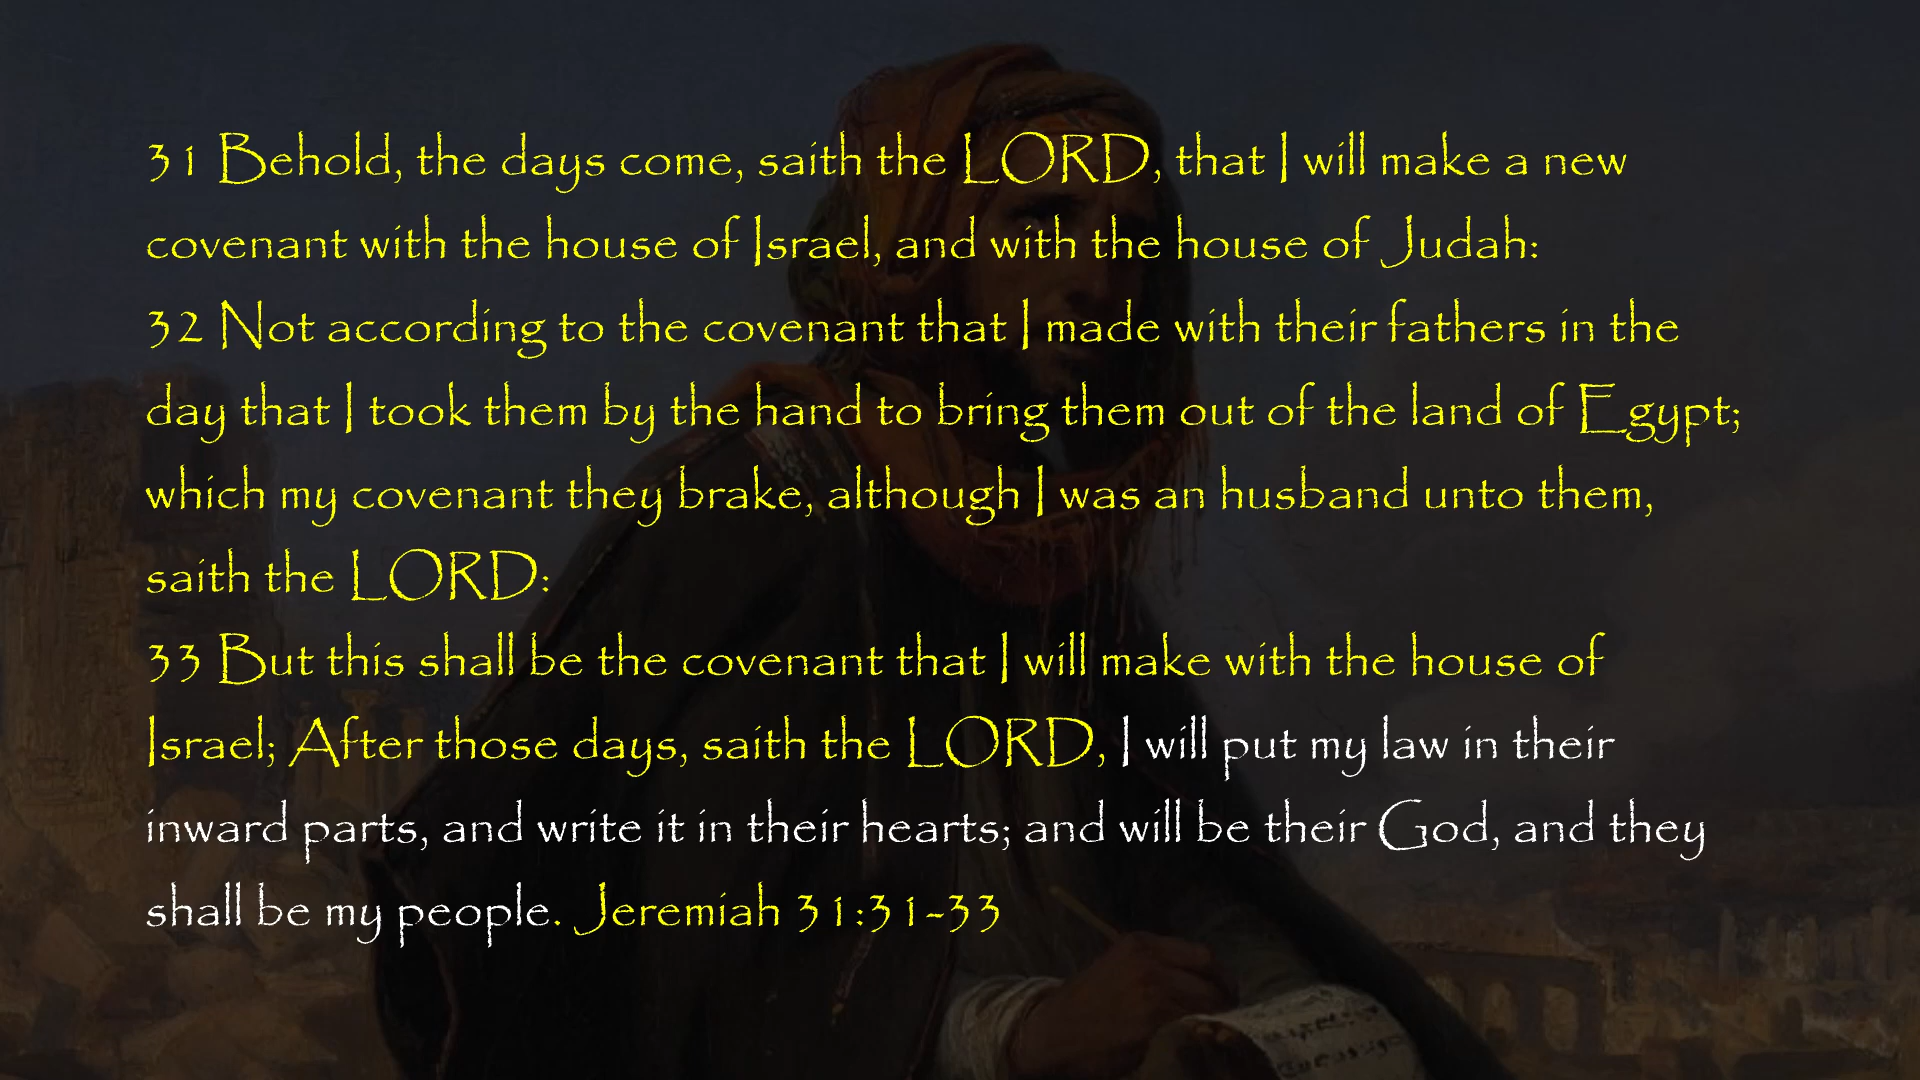 31 Behold, the days come, saith the LORD, that I will make a new
covenant with the house of Israel, and with the house of Judah:
32 Not according to the covenant that I made with their fathers in the
day that I took them by the hand to bring them out of the land of Egypt;
which my covenant they brake, although I was an husband unto them,
saith the LORD:
33 But this shall be the covenant that I will make with the house of
Israel; After those days, saith the LORD, I will put my law in their
inward parts, and write it in their hearts; and will be their God, and they
shall be my people. Jeremiah 31:31-33